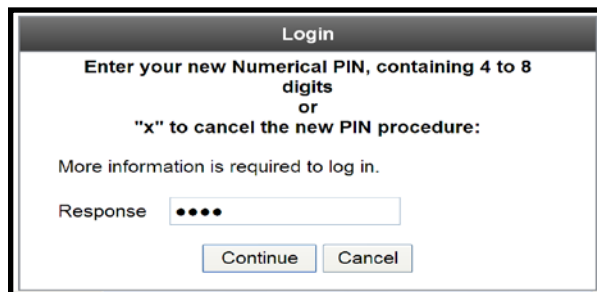 Login
Enter your new Numerical PIN, containing 4 to 8
digits
or
"x" to cancel the new PIN procedure:
More information is required to log in.
Response ••••
Continue Cancel